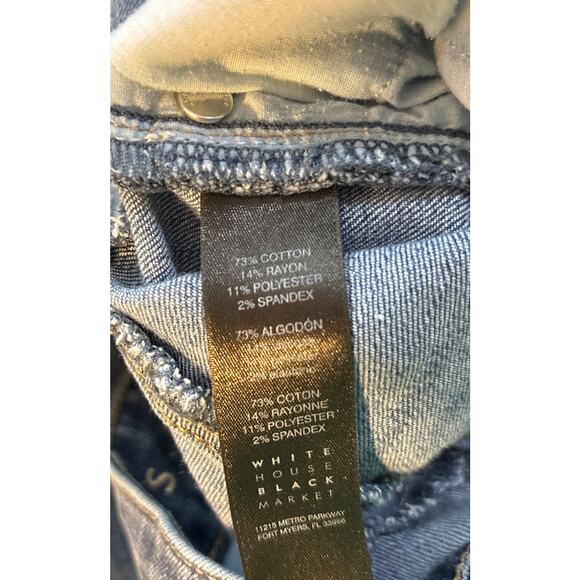 73% COTTON
14% RAYON
11% POLYESTER
2% SPANDEX
73% ALGODÓN
73% COTON
14% RAYONNE
11% POLYESTER
2% SPANDEX
WHITE
HOUSE
BLACK
MARKET
11215 METRO PARKWAY
FORT MYERS, FL 33966
S